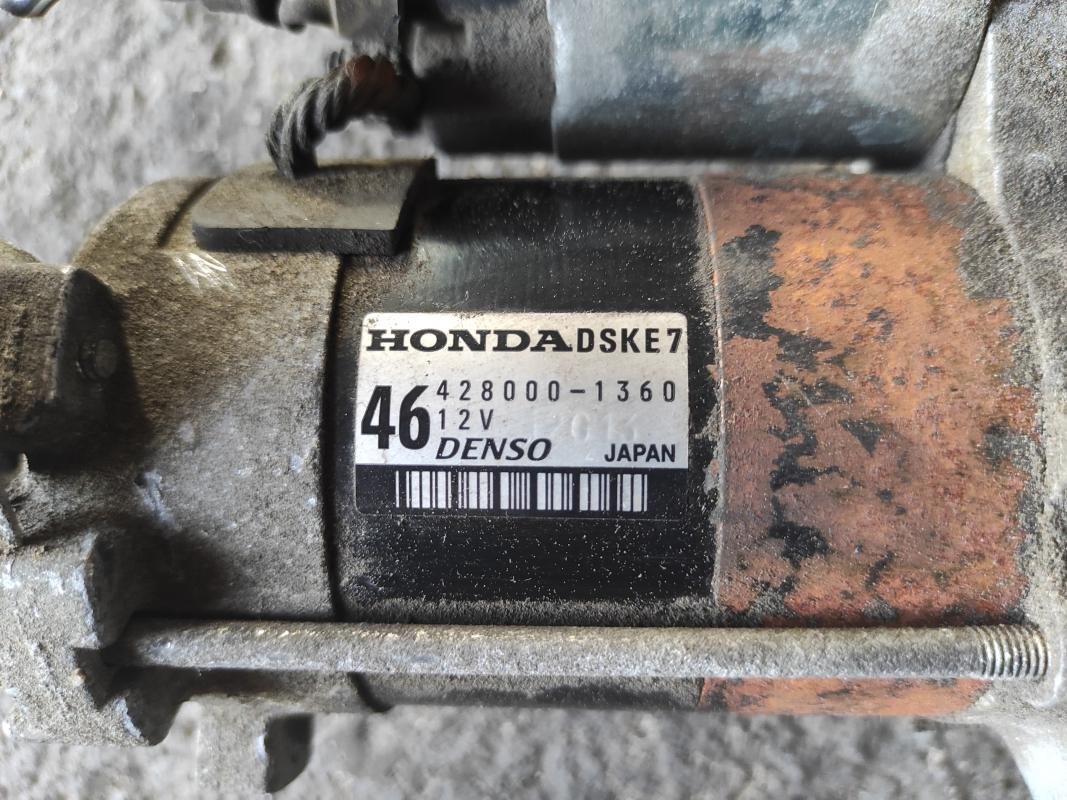 HONDA DSKE7
46 428000-1360
12V
DENSO JAPAN